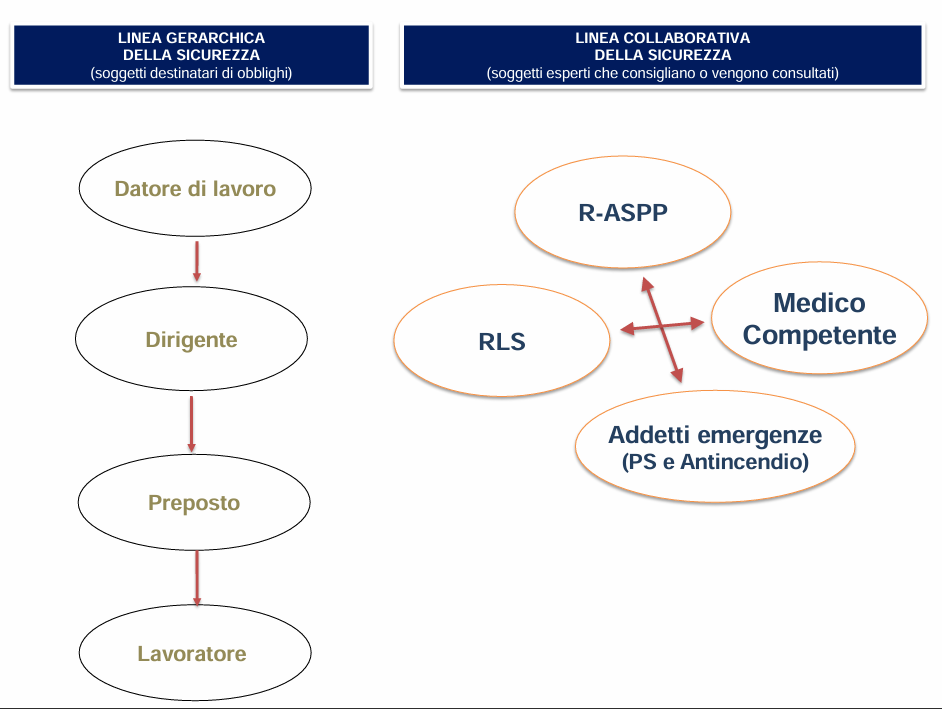 LINEA GERARCHICA
DELLA SICUREZZA
(soggetti destinatari di obblighi)
LINEA COLLABORATIVA
DELLA SICUREZZA
(soggetti esperti che consigliano o vengono consultati)
Datore di lavoro
Dirigente
Preposto
Lavoratore
R-ASPP
RLS
Medico
Competente
Addetti emergenze
(PS e Antincendio)